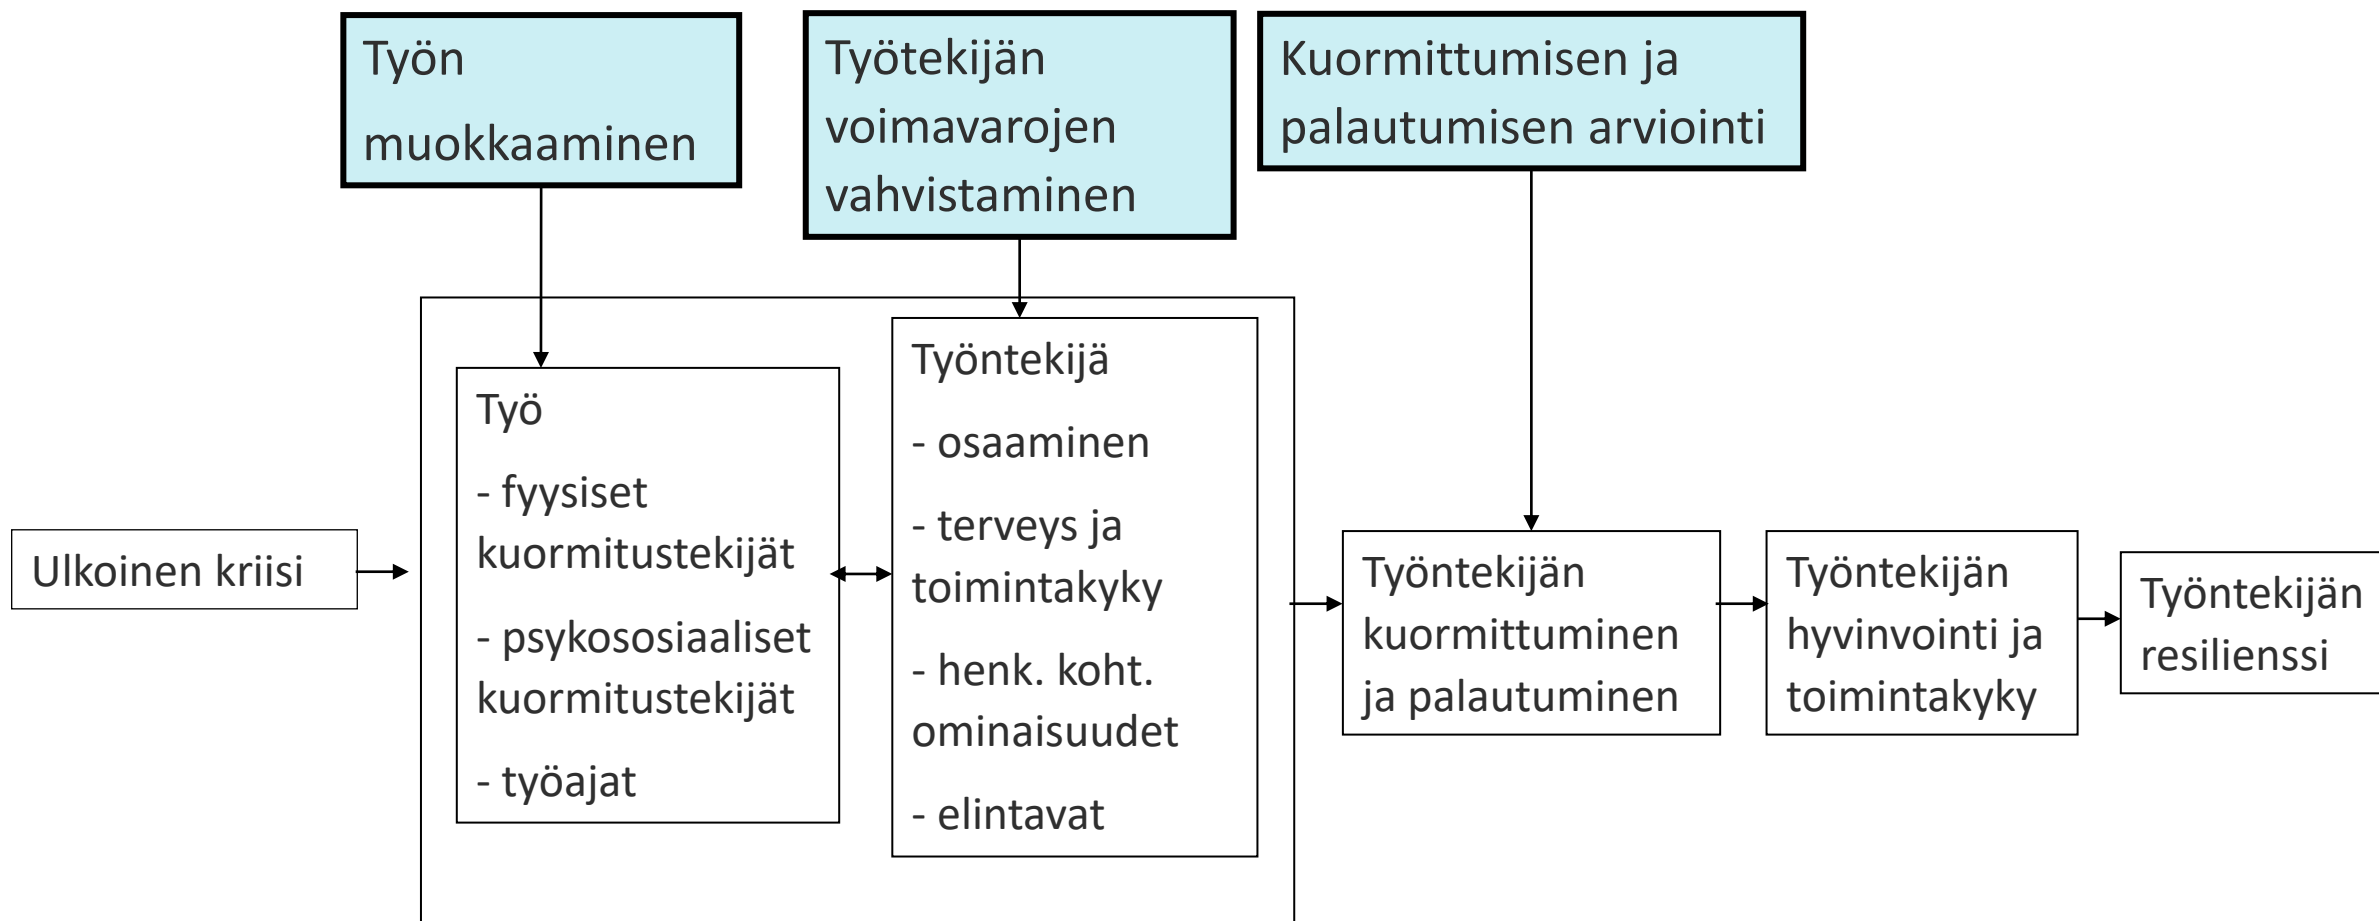 Työn
muokkaaminen
Työtekijän
voimavarojen
vahvistaminen
Kuormittumisen ja
palautumisen arviointi
Ulkoinen kriisi
Työ
- fyysiset
kuormitustekijät
- psykososiaaliset
kuormitustekijät
- työajat
Työntekijä
- osaaminen
- terveys ja
toimintakyky
- henk. koht.
ominaisuudet
- elintavat
Työntekijän
kuormittuminen
ja palautuminen
Työntekijän
hyvinvointi ja
toimintakyky
Työntekijän
resilienssi